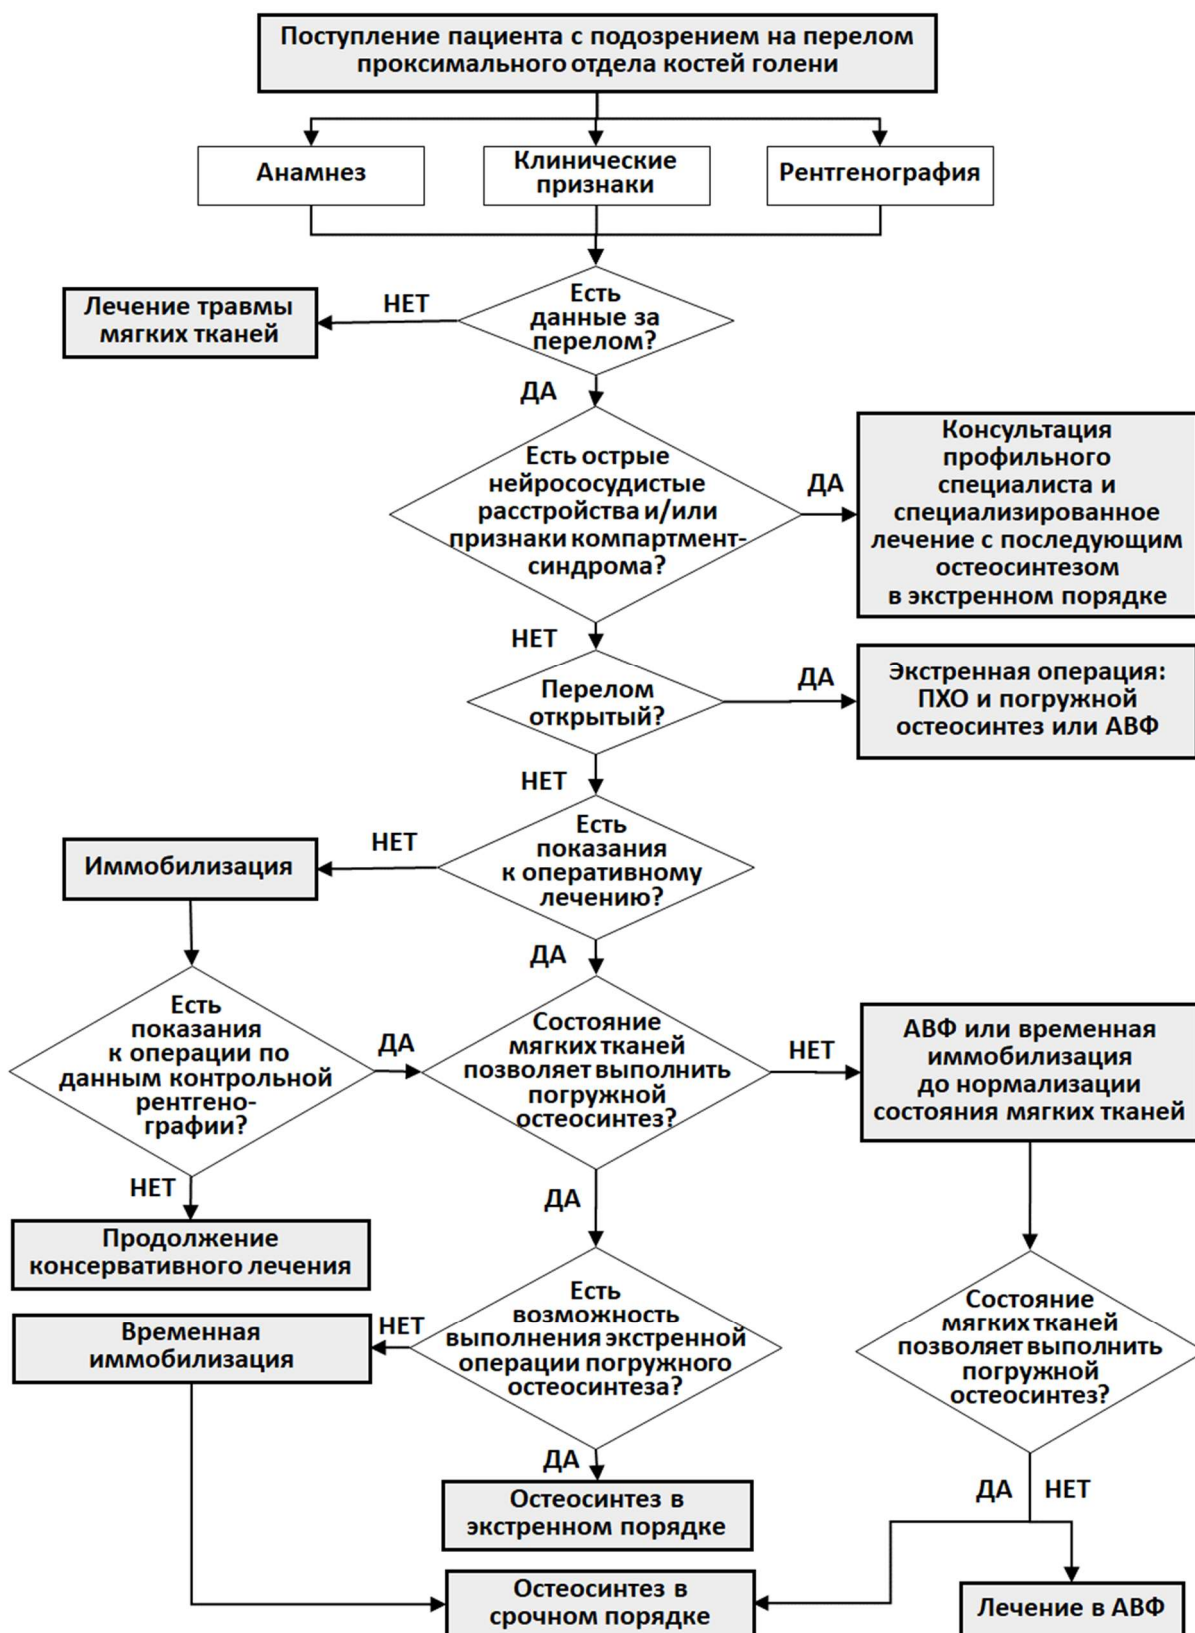 Поступление пациента с подозрением на перелом
проксимального отдела костей голени
Анамнез
Клинические
признаки
Рентгенография
Есть
данные за
перелом?
НЕТ
Лечение травмы
мягких тканей
ДА
Есть острые
нейрососудистые
расстройства и/или
признаки компартмент-
синдрома?
ДА
Консультация
профильного
специалиста и
специализированное
лечение с последующим
остеосинтезом
в экстренном порядке
НЕТ
Перелом
открытый?
ДА
Экстренная операция:
ПХО и погружной
остеосинтез или АВФ
НЕТ
Есть
показания
к оперативному
лечению?
НЕТ
Иммобилизация
ДА
Есть
показания
к операции по
данным контрольной
рентгено-
графии?
ДА
Состояние
мягких тканей
позволяет выполнить
погружной
остеосинтез?
НЕТ
АВФ или временная
иммобилизация
до нормализации
состояния мягких тканей
НЕТ
Продолжение
консервативного лечения
ДА
Есть
возможность
выполнения экстренной
операции погружного
остеосинтеза?
НЕТ
Временная
иммобилизация
Состояние
мягких тканей
позволяет выполнить
погружной
остеосинтез?
ДА
Остеосинтез в
экстренном порядке
ДА
НЕТ
Остеосинтез в
срочном порядке
Лечение в АВФ